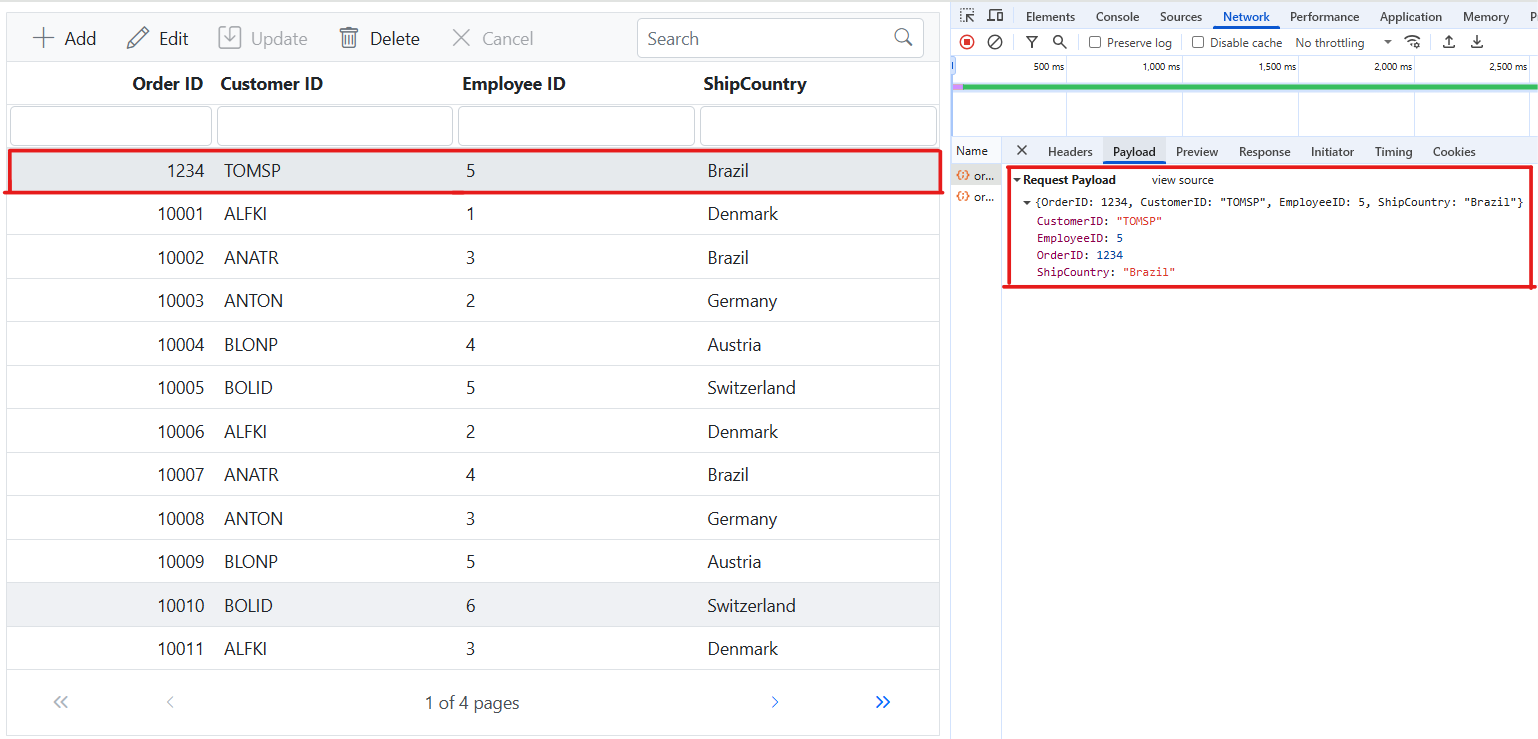 Add Edit Update Delete Cancel Search
Order ID Customer ID Employee ID ShipCountry
1234 TOMSP 5 Brazil
10001 ALFKI 1 Denmark
10002 ANATR 3 Brazil
10003 ANTON 2 Germany
10004 BLONP 4 Austria
10005 BOLID 5 Switzerland
10006 ALFKI 2 Denmark
10007 ANATR 4 Brazil
10008 ANTON 3 Germany
10009 BLONP 5 Austria
10010 BOLID 6 Switzerland
10011 ALFKI 3 Denmark
1 of 4 pages
Elements Console Sources Network Performance Application Memory P
Preserve log Disable cache No throttling
500 ms 1,000 ms 1,500 ms 2,000 ms 2,500 ms
Name Headers Payload Preview Response Initiator Timing Cookies
or...
or...
Request Payload view source
{OrderID: 1234, CustomerID: "TOMSP", EmployeeID: 5, ShipCountry: "Brazil"}
CustomerID: "TOMSP"
EmployeeID: 5
OrderID: 1234
ShipCountry: "Brazil"